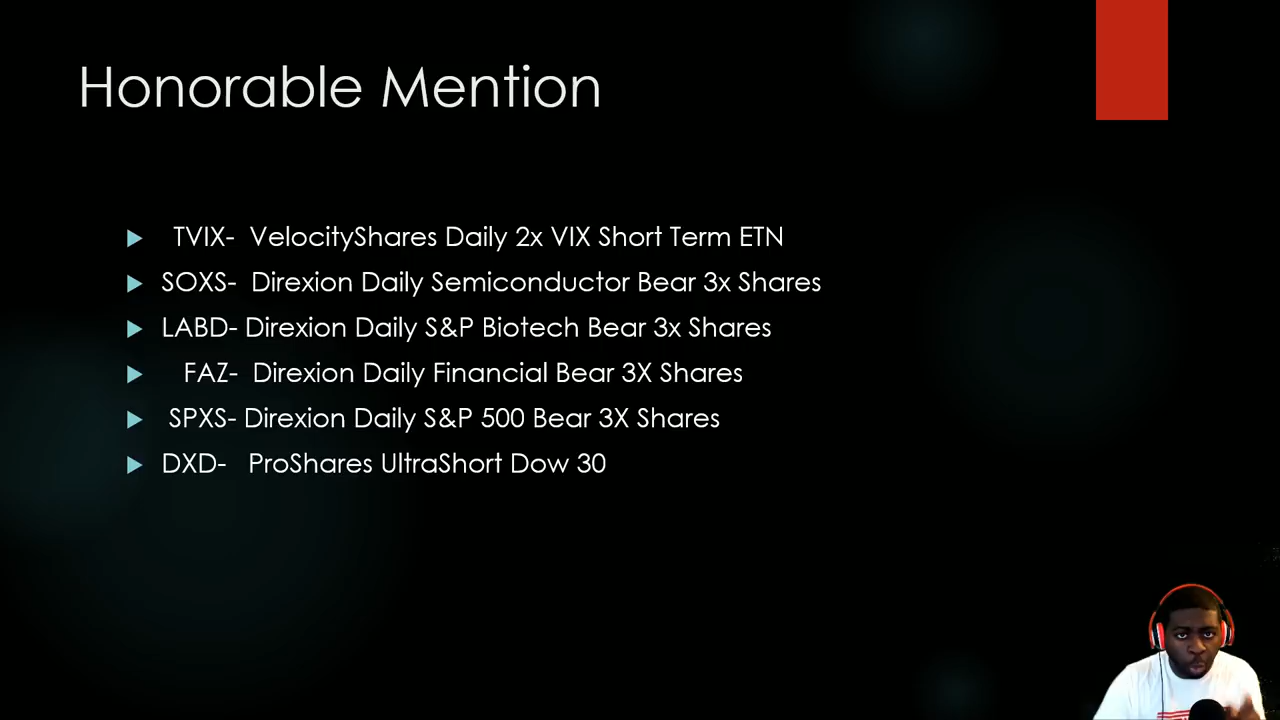 Honorable Mention
TVIX- VelocityShares Daily 2x VIX Short Term ETN
SOXS- Direxion Daily Semiconductor Bear 3x Shares
LABD- Direxion Daily S&P Biotech Bear 3x Shares
FAZ- Direxion Daily Financial Bear 3X Shares
SPXS- Direxion Daily S&P 500 Bear 3X Shares
DXD- ProShares UltraShort Dow 30